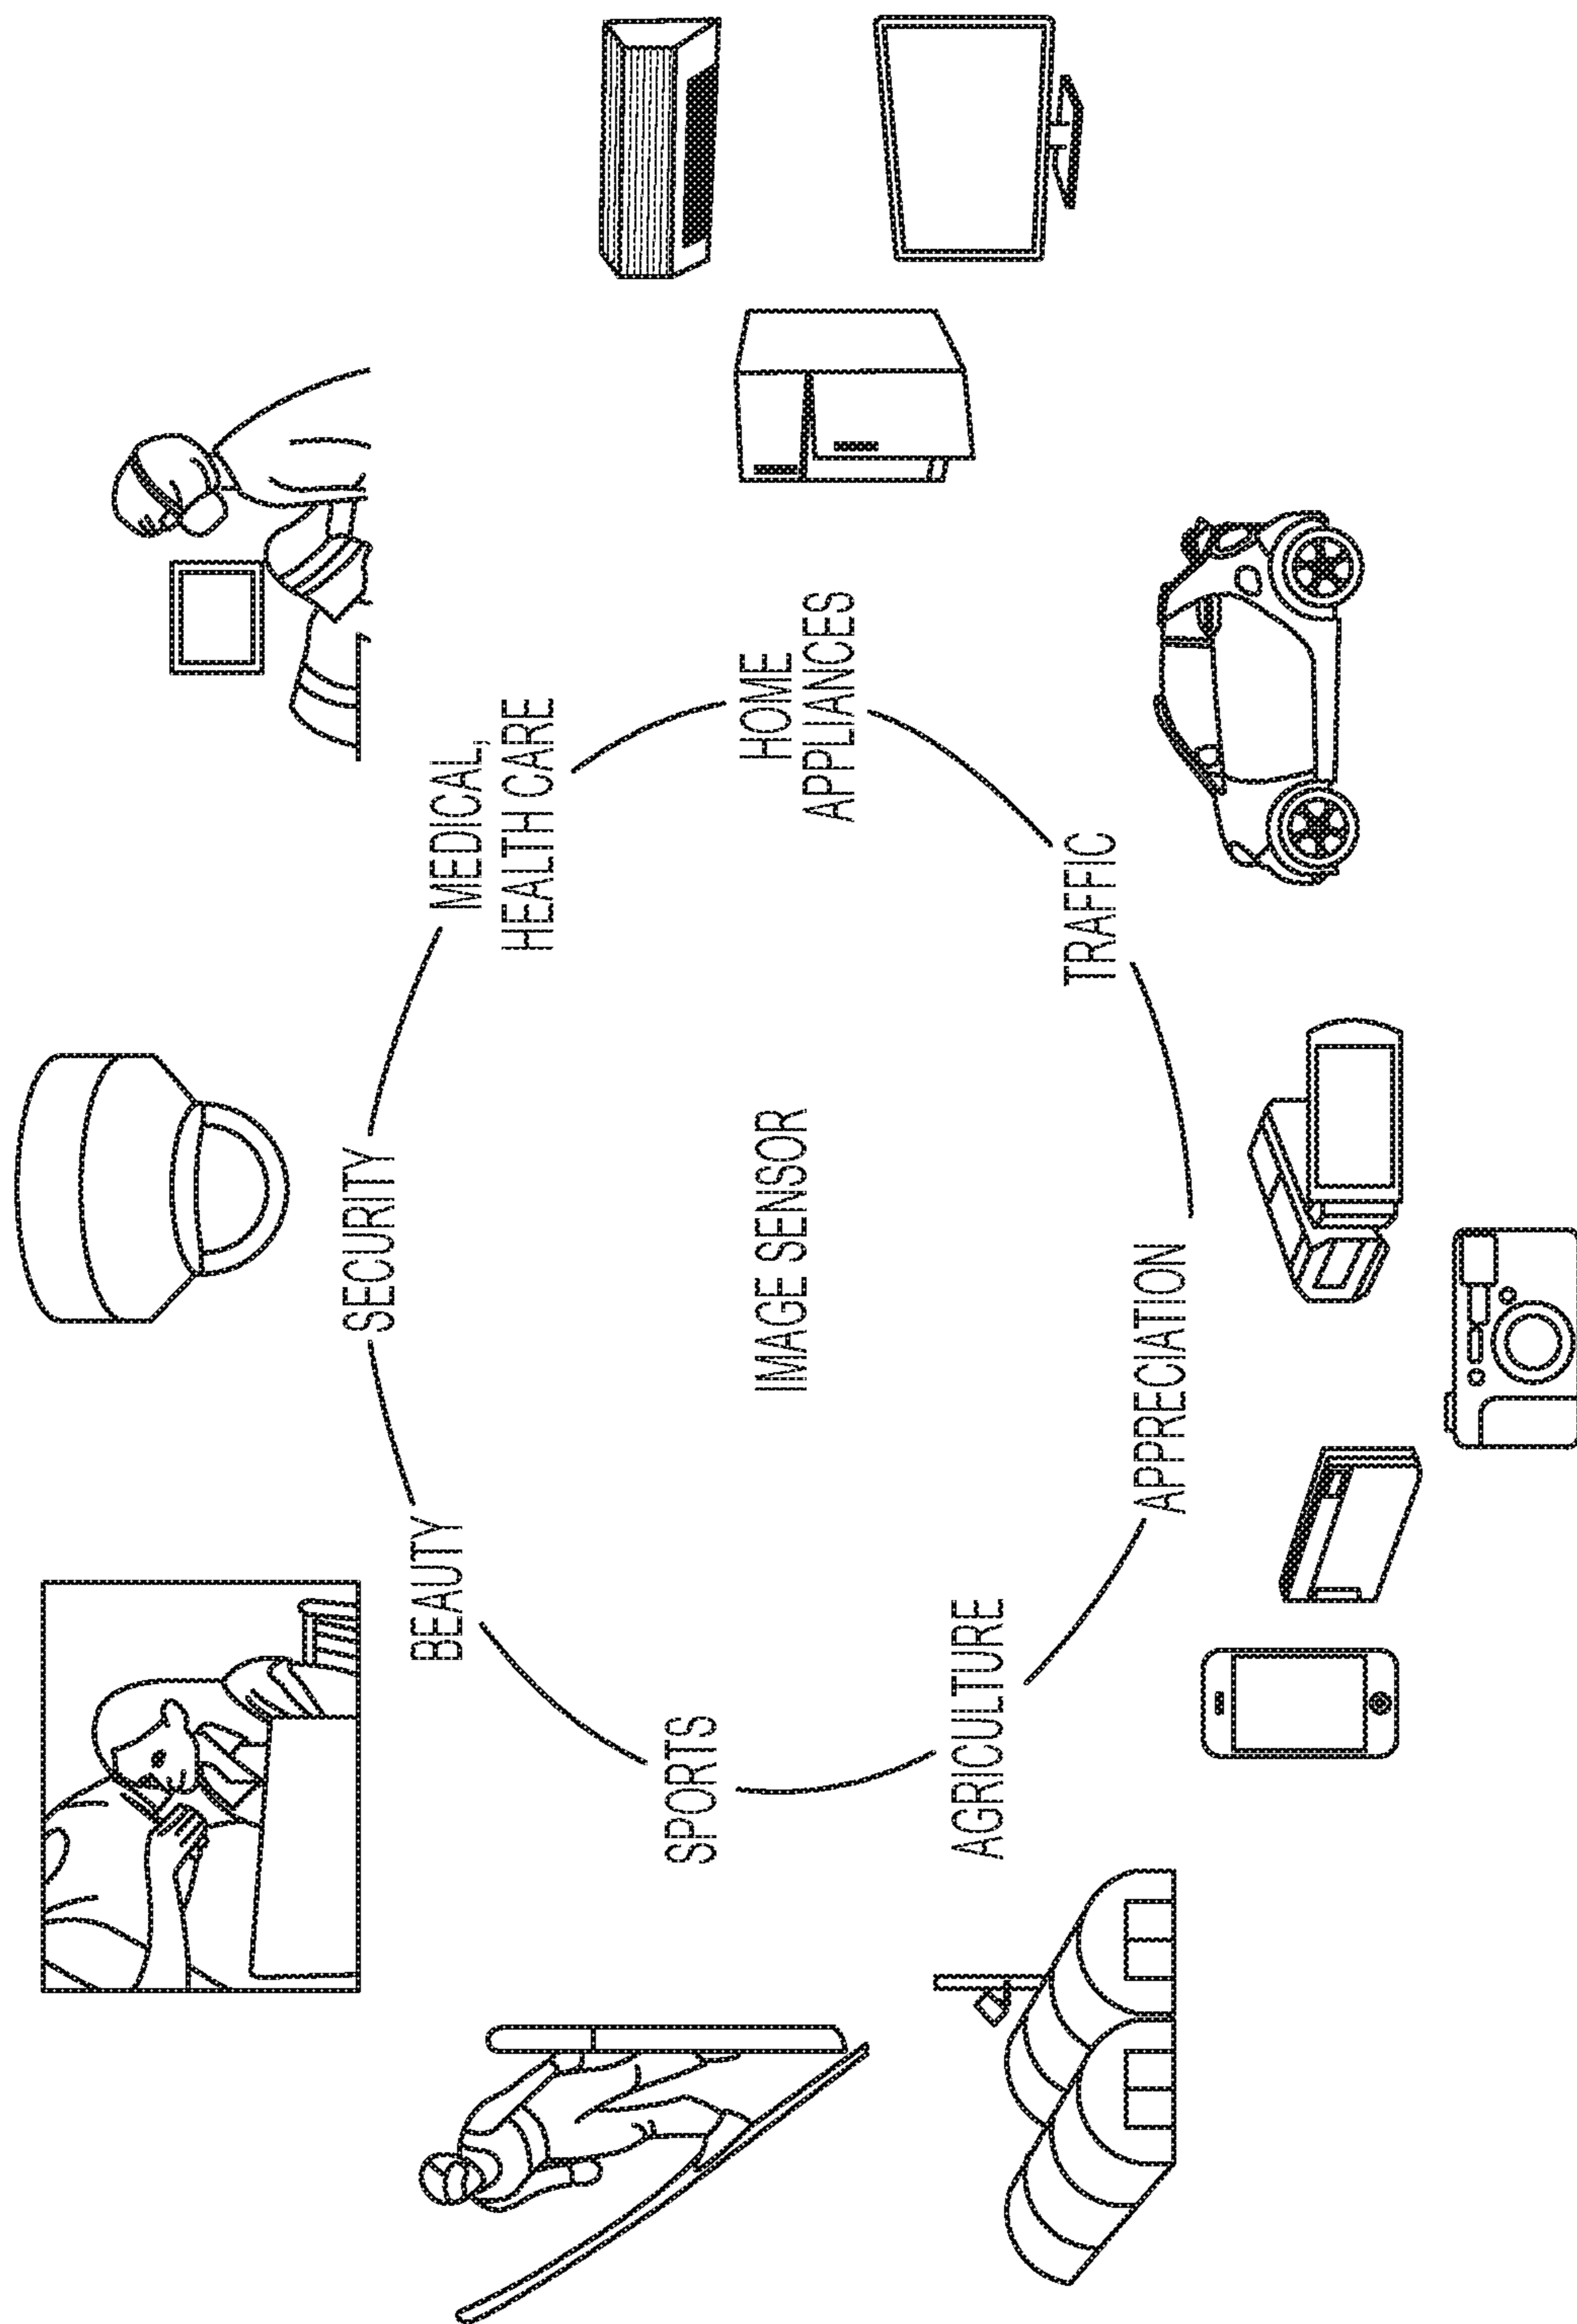 SECURITY
MEDICAL,
HEALTH CARE
HOME
APPLIANCES
TRAFFIC
APPRECIATION
AGRICULTURE
SPORTS
BEAUTY
IMAGE SENSOR